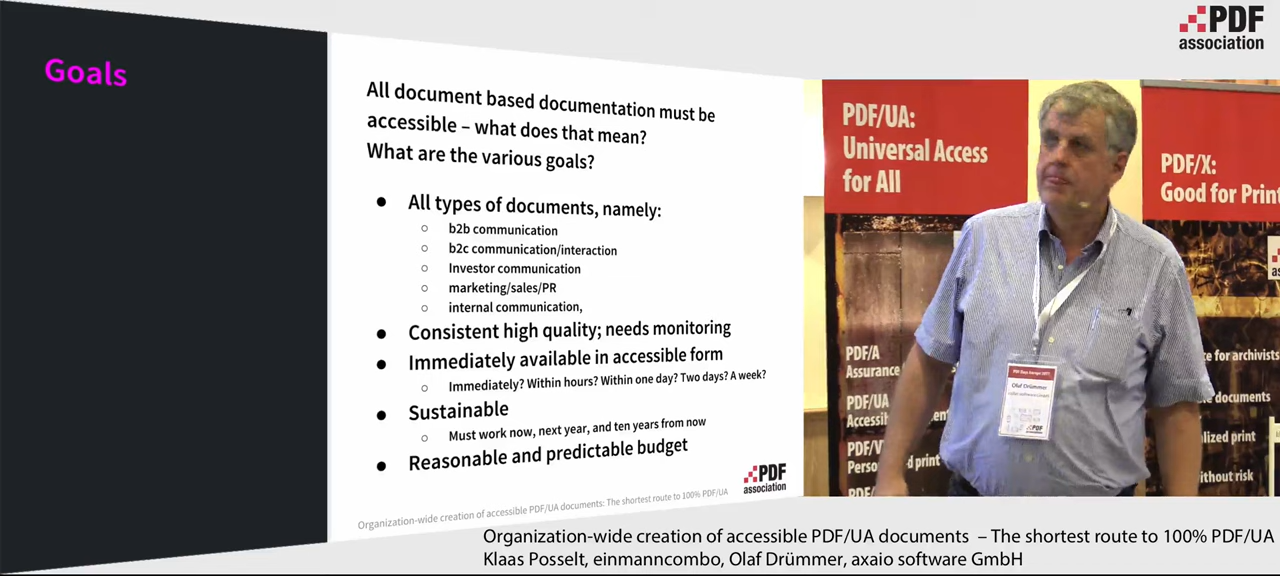 PDF
association
Goals
All document based documentation must be
accessible – what does that mean?
What are the various goals?
● All types of documents, namely:
○ b2b communication
○ b2c communication/interaction
○ Investor communication
○ marketing/sales/PR
○ internal communication,
● Consistent high quality; needs monitoring
● Immediately available in accessible form
○ Immediately? Within hours? Within one day? Two days? A week?
● Sustainable
○ Must work now, next year, and ten years from now
● Reasonable and predictable budget
PDF
association
Organization-wide creation of accessible PDF/UA documents: The shortest route to 100% PDF/UA
PDF/UA:
Universal Access
for All
PDF/A
Assurance
PDF/UA
PDF/X:
Good for Print
Olaf Drümmer
d print
e for archivists
documents
lized print
ithout risk
Organization-wide creation of accessible PDF/UA documents – The shortest route to 100% PDF/UA
Klaas Posselt, einmanncombo, Olaf Drümmer, axaio software GmbH